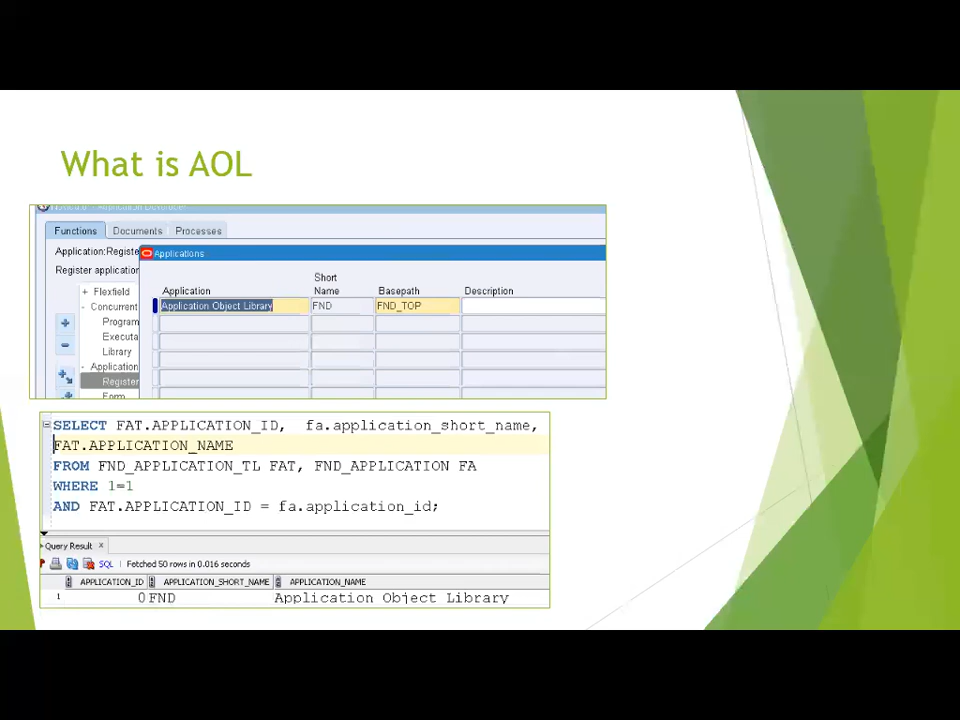 What is AOL
Functions Documents Processes
Application:Registe
Applications
Register application
Short
Application Name Basepath Description
+ Flexfield
Application Object Library FND FND_TOP
- Concurrent
Program
Executa
Library
- Application
Register
Form
SELECT FAT.APPLICATION_ID, fa.application_short_name,
FAT.APPLICATION_NAME
FROM FND_APPLICATION_TL FAT, FND_APPLICATION FA
WHERE 1=1
AND FAT.APPLICATION_ID = fa.application_id;
Query Result x
SQL | Fetched 50 rows in 0.016 seconds
APPLICATION_ID APPLICATION_SHORT_NAME APPLICATION_NAME
1 0 FND Application Object Library